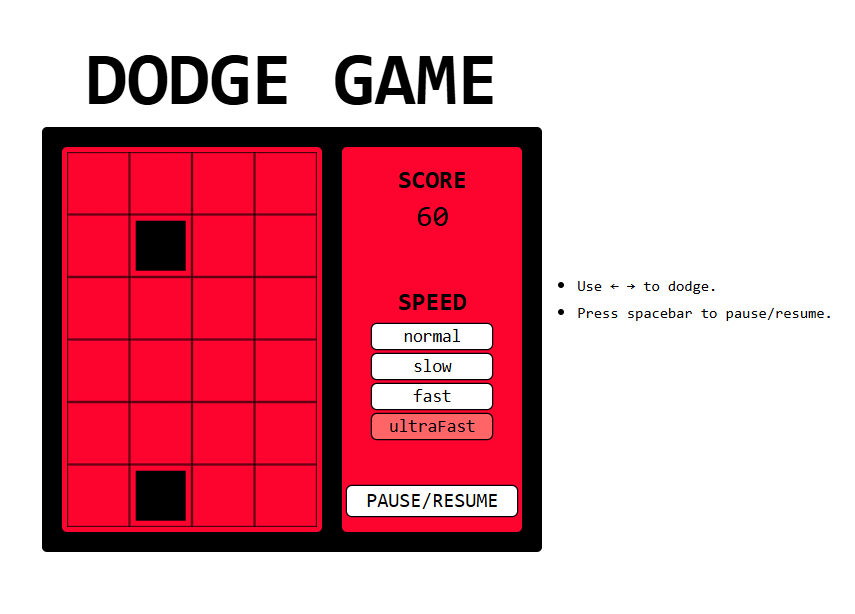 DODGE GAME
SCORE
60
SPEED
normal
slow
fast
ultraFast
PAUSE/RESUME
Use ← → to dodge.
Press spacebar to pause/resume.